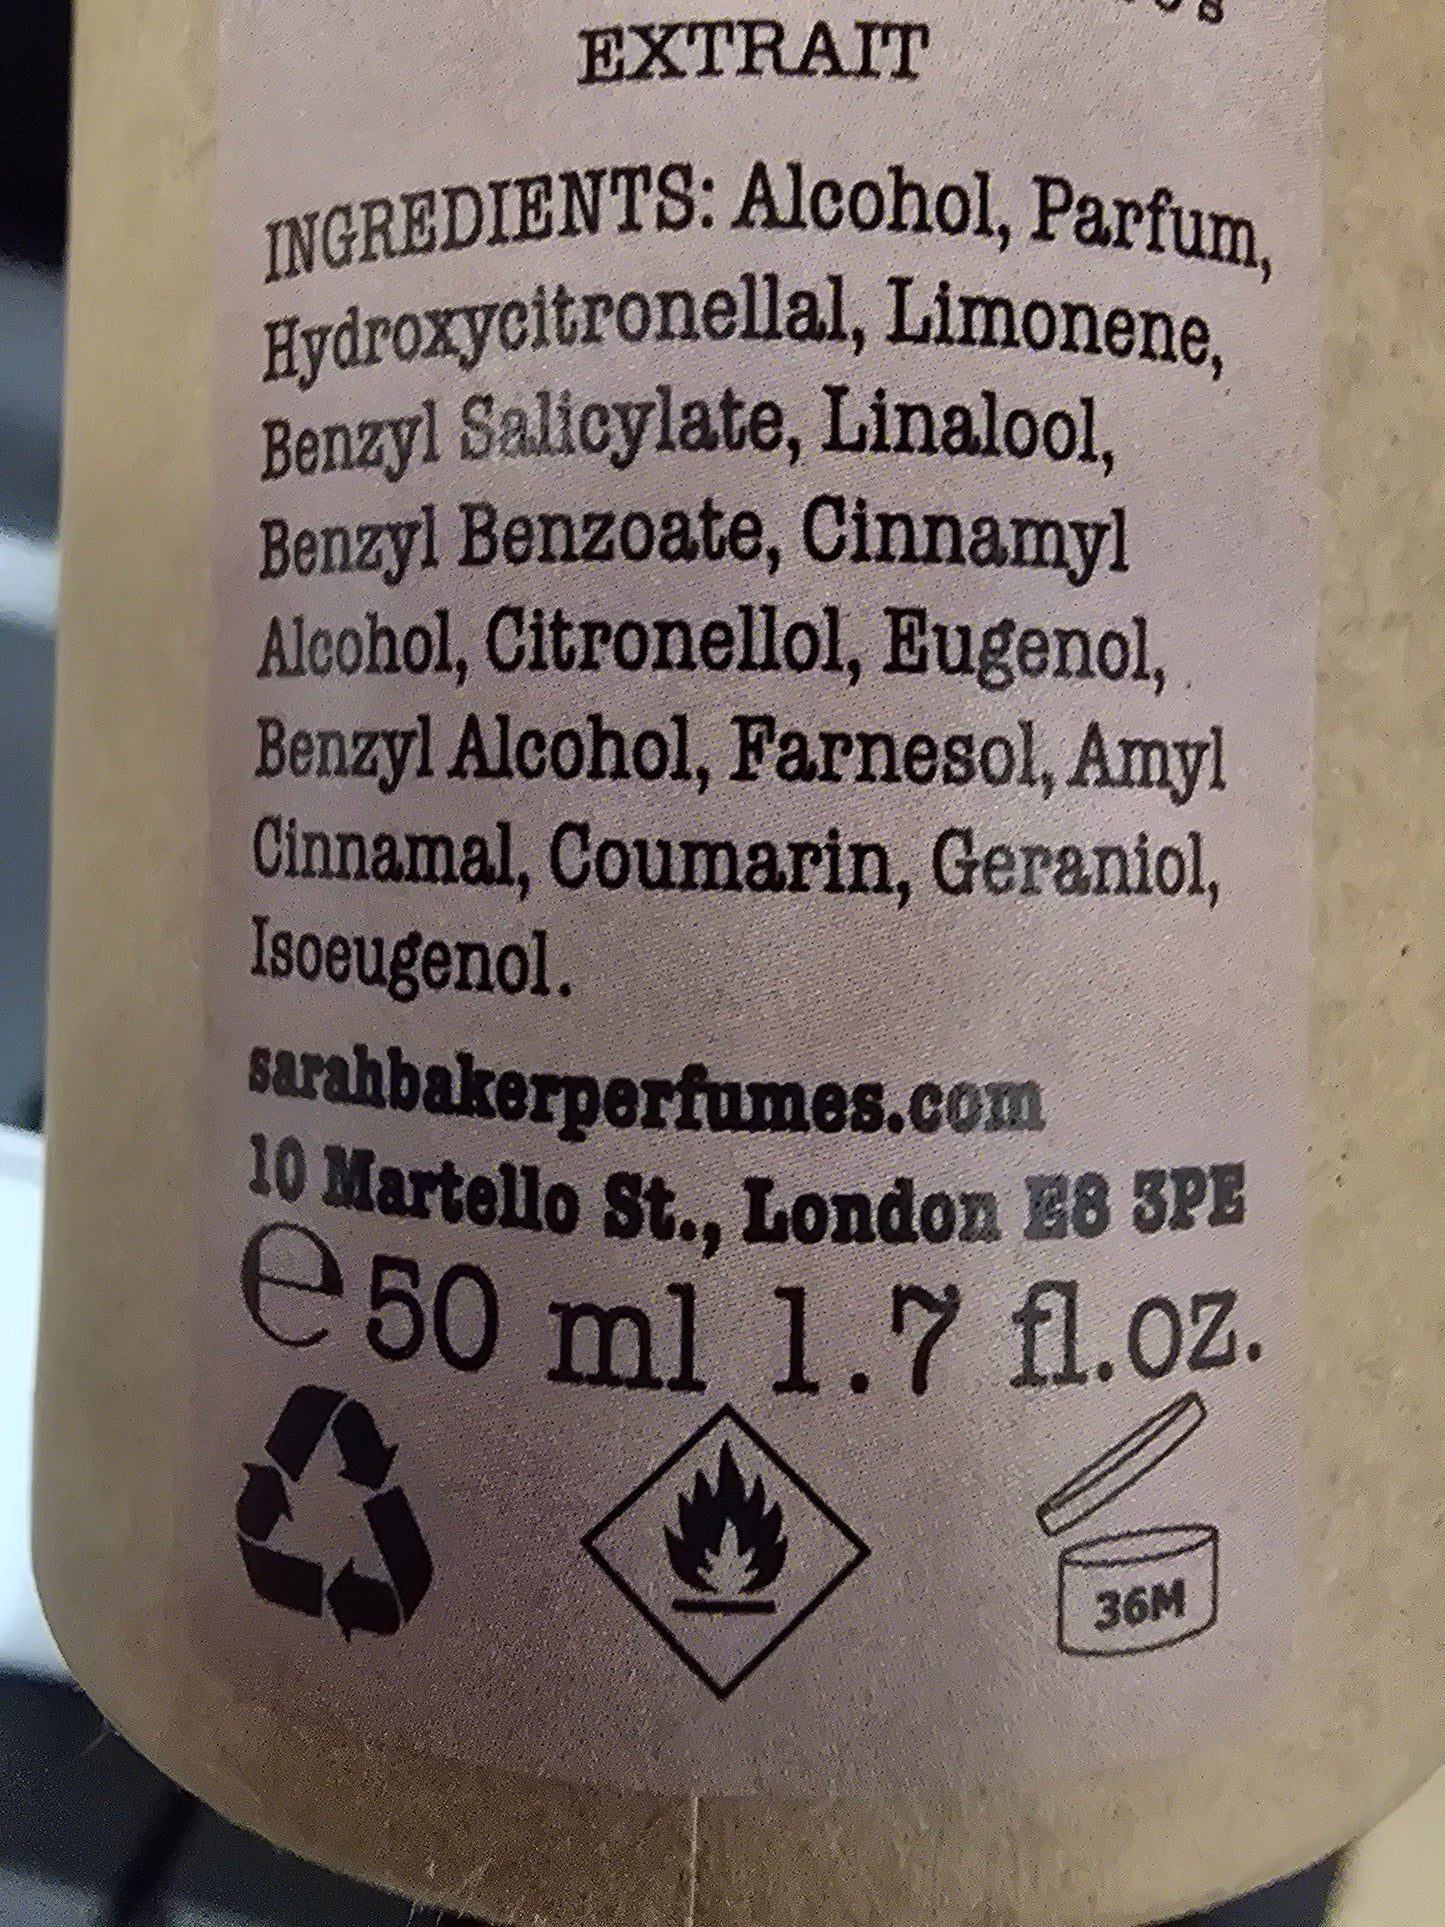 EXTRAIT
INGREDIENTS: Alcohol, Parfum,
Hydroxycitronellal, Limonene,
Benzyl Salicylate, Linalool,
Benzyl Benzoate, Cinnamyl
Alcohol, Citronellol, Eugenol,
Benzyl Alcohol, Farnesol, Amyl
Cinnamal, Coumarin, Geraniol,
Isoeugenol.
sarahbakerperfumes.com
10 Martello St., London E8 3PE
℮50 ml 1.7 fl.oz.
36M